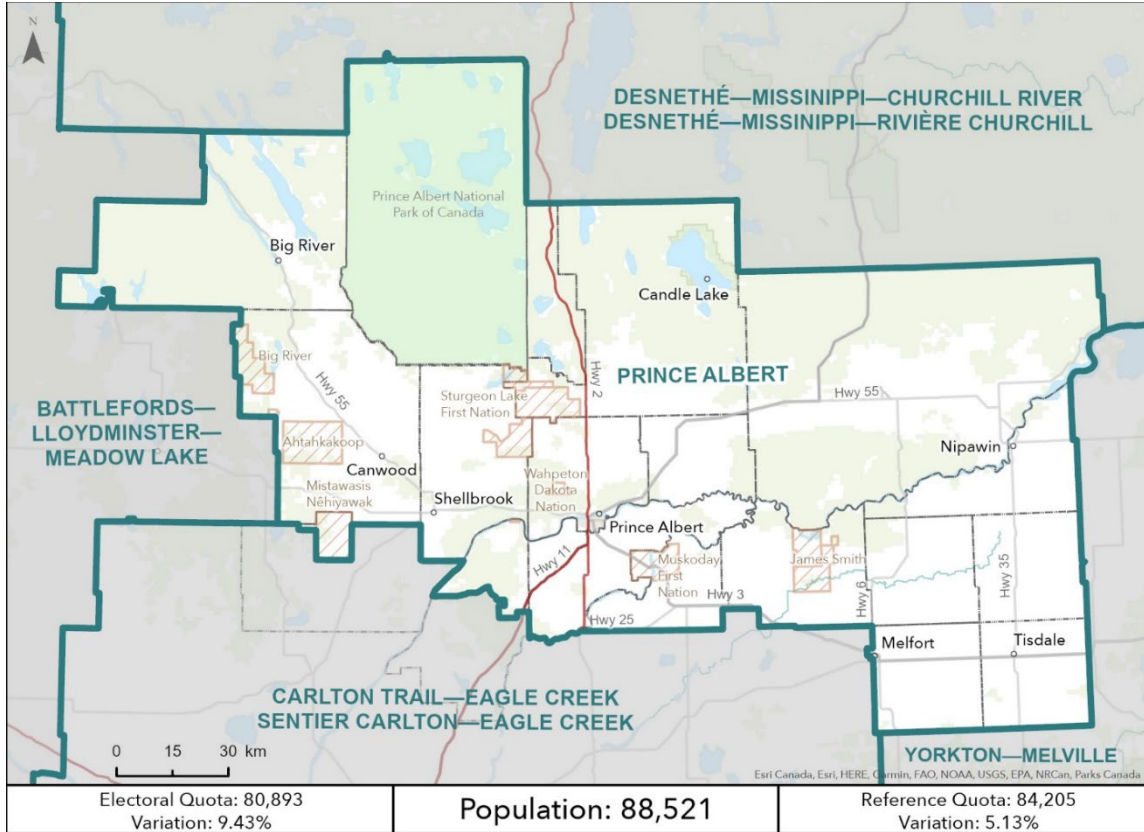 N
DESNETHÉ—MISSINIPPI—CHURCHILL RIVER
DESNETHÉ—MISSINIPPI—RIVIÈRE CHURCHILL
Prince Albert National
Park of Canada
Big River
Candle Lake
Big River
Hwy 55
Hwy 2
PRINCE ALBERT
Sturgeon Lake
First Nation
Hwy 55
BATTLEFORDS—
LLOYDMINSTER—
MEADOW LAKE
Ahtahkakoop
Canwood
Nipawin
Mistawasis
Nêhiyawak
Shellbrook
Wahpeton
Dakota
Nation
Prince Albert
Hwy 11
Muskoday
First
Nation
James Smith
Hwy 35
Hwy 6
Hwy 3
Hwy 25
Melfort
Tisdale
CARLTON TRAIL—EAGLE CREEK
SENTIER CARLTON—EAGLE CREEK
0 15 30 km
YORKTON—MELVILLE
Esri Canada, Esri, HERE, Garmin, FAO, NOAA, USGS, EPA, NRCan, Parks Canada
Electoral Quota: 80,893
Variation: 9.43%
Population: 88,521
Reference Quota: 84,205
Variation: 5.13%